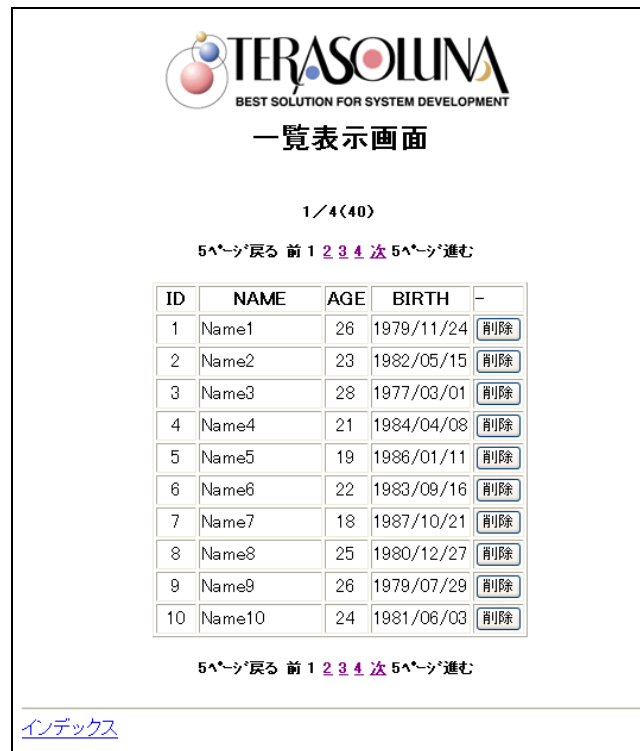 TERASOLUNA
BEST SOLUTION FOR SYSTEM DEVELOPMENT
一覧表示画面
1／4(40)
5ﾍﾟｰｼﾞ戻る 前 1 2 3 4 次 5ﾍﾟｰｼﾞ進む
ID NAME AGE BIRTH -
1 Name1 26 1979/11/24 削除
2 Name2 23 1982/05/15 削除
3 Name3 28 1977/03/01 削除
4 Name4 21 1984/04/08 削除
5 Name5 19 1986/01/11 削除
6 Name6 22 1983/09/16 削除
7 Name7 18 1987/10/21 削除
8 Name8 25 1980/12/27 削除
9 Name9 26 1979/07/29 削除
10 Name10 24 1981/06/03 削除
5ﾍﾟｰｼﾞ戻る 前 1 2 3 4 次 5ﾍﾟｰｼﾞ進む
インデックス